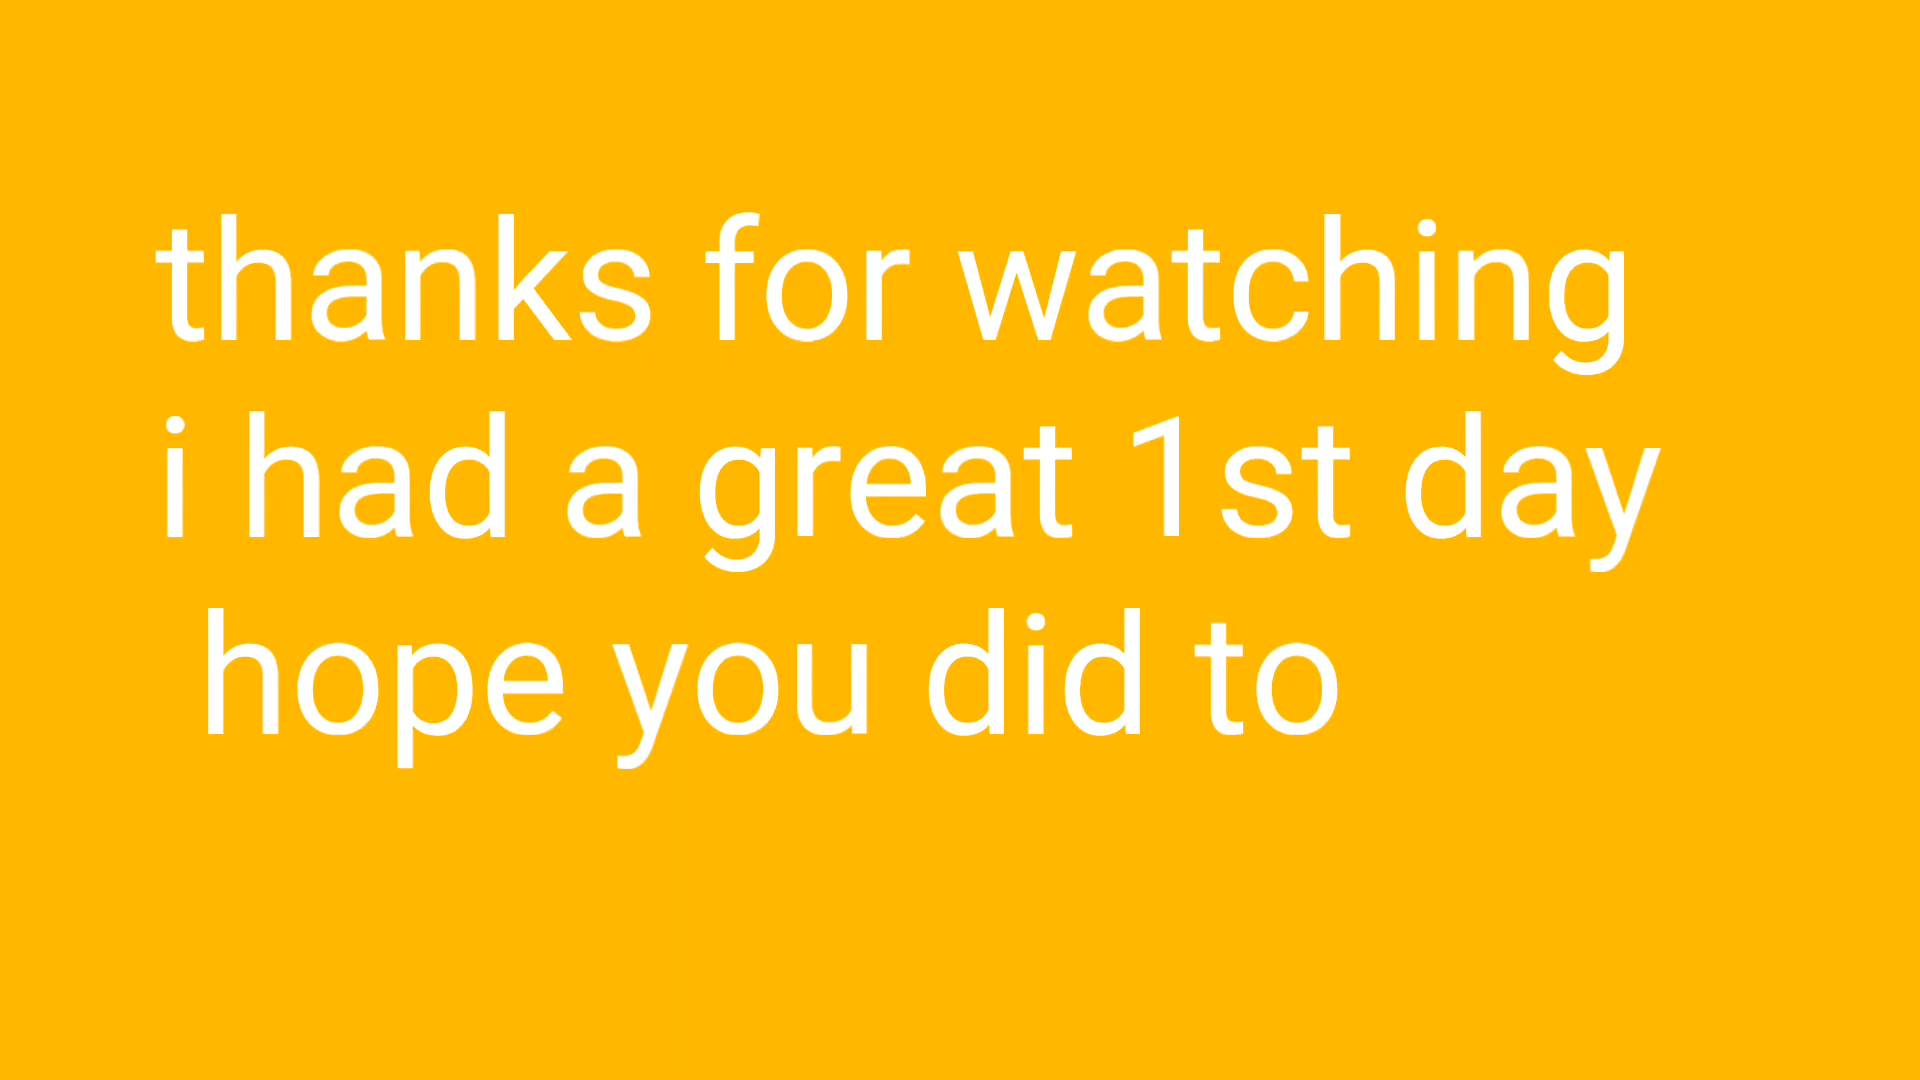 thanks for watching
i had a great 1st day
hope you did to